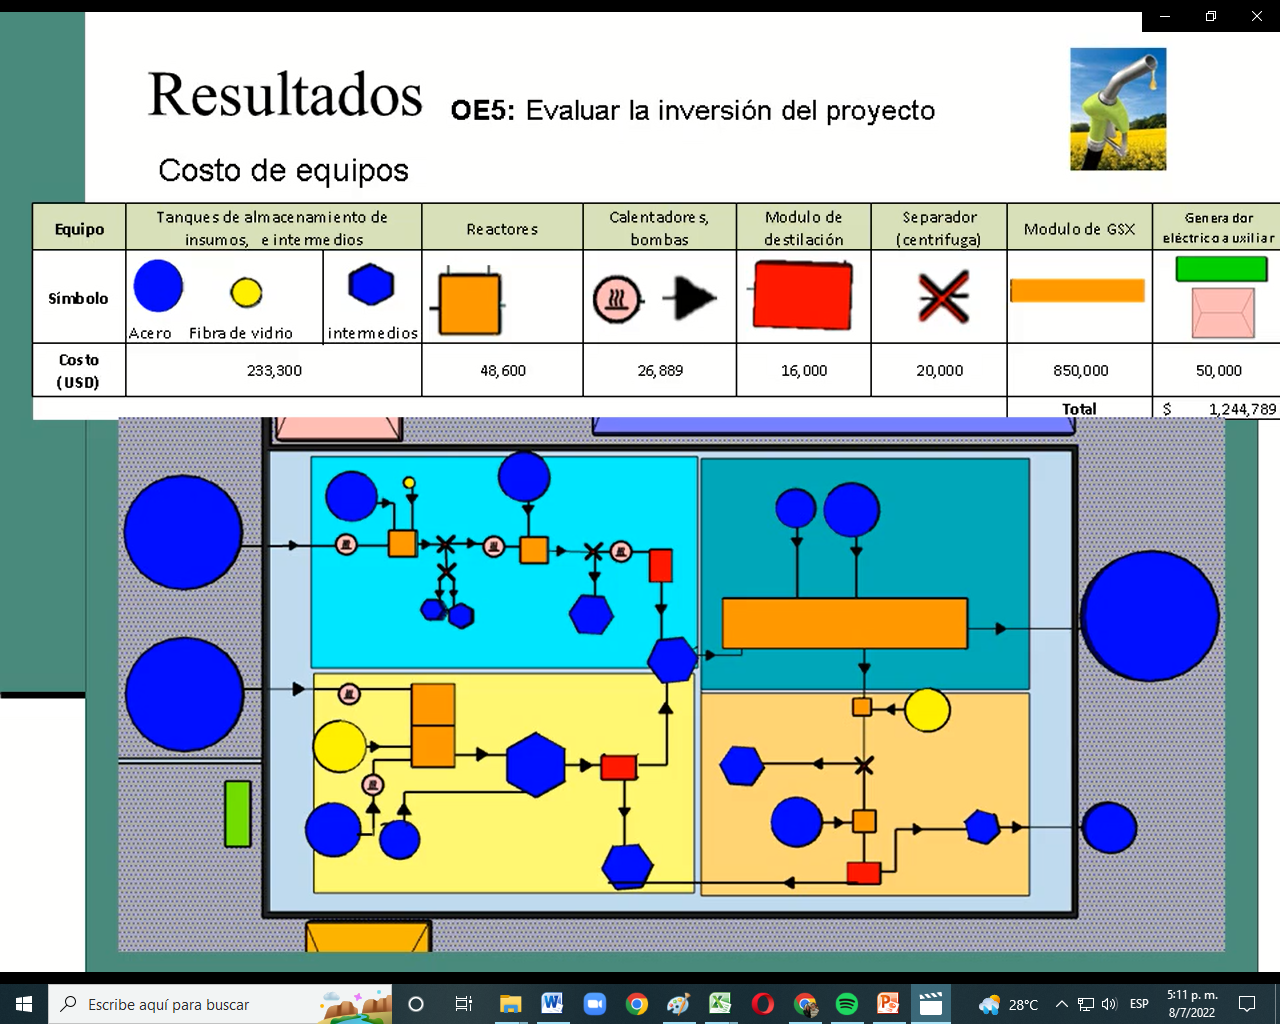 Resultados OE5: Evaluar la inversión del proyecto
Costo de equipos
Equipo
Tanques de almacenamiento de
insumos, e intermedios
Reactores
Calentadores,
bombas
Modulo de
destilación
Separador
(centrifuga)
Modulo de GSX
Generador
eléctrico auxiliar
Símbolo
Acero Fibra de vidrio intermedios
Costo
(USD)
233,300
48,600
26,889
16,000
20,000
850,000
50,000
Total $ 1,244,789
Escribe aquí para buscar
28°C
ESP
5:11 p. m.
8/7/2022